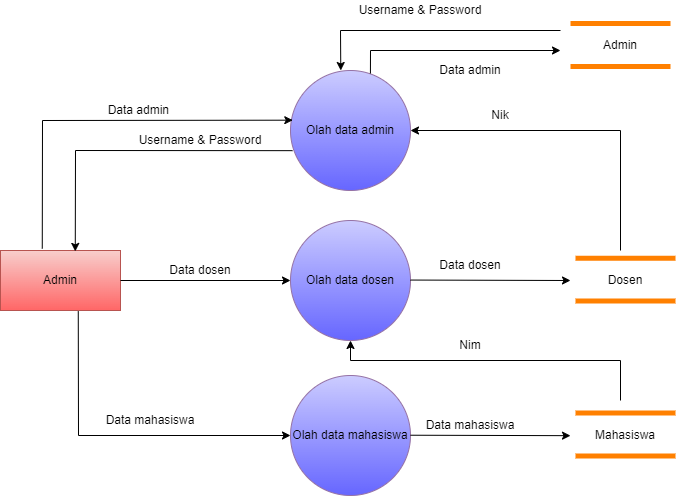 Username & Password
Admin
Data admin
Data admin
Nik
Username & Password
Olah data admin
Data dosen
Data dosen
Admin
Olah data dosen
Dosen
Nim
Data mahasiswa
Data mahasiswa
Olah data mahasiswa
Mahasiswa